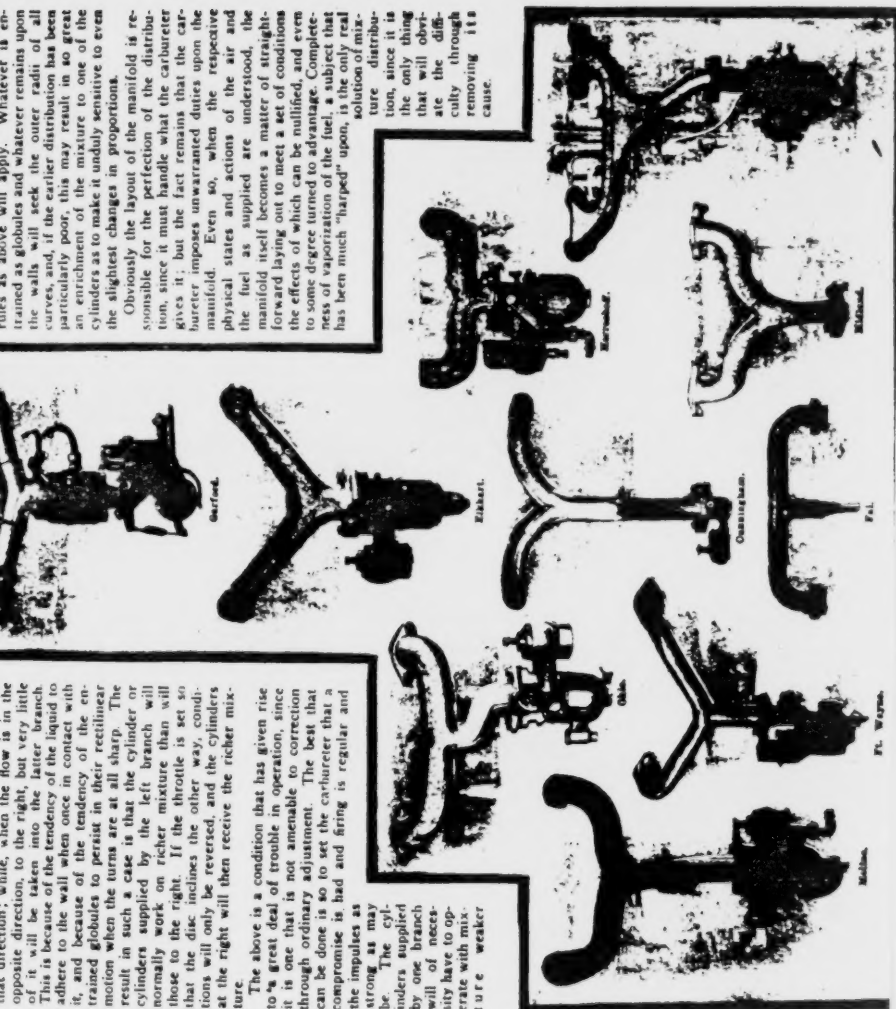 that direction; while, when the flow is in the
opposite direction, to the right, but very little
of it will be taken into the latter branch.
This is because of the tendency of the liquid to
adhere to the wall when once in contact with
it, and because of the tendency of the en-
trained globules to persist in their rectilinear
motion when the turns are at all sharp. The
result in such a case is that the cylinder or
cylinders supplied by the left branch will
normally work on richer mixture than will
those to the right. If the throttle is set so
that the disc inclines the other way, condi-
tions will only be reversed, and the cylinders
at the right will then receive the richer mix-
ture.
The above is a condition that has given rise
to a great deal of trouble in operation, since
it is one that is not amenable to correction
through ordinary adjustment. The best that
can be done is so to set the carbureter that a
compromise is had and firing is regular and
the impulses as
strong as may
be. The cyl-
inders supplied
by one branch
will of neces-
sity have to op-
erate with mix-
ture weaker
rules as above will apply. Whatever is en-
trained as globules and whatever remains upon
the walls will seek the outer radii of all
curves, and, if the earlier distribution has been
particularly poor, this may result in so great
an enrichment of the mixture to one of the
cylinders as to make it unduly sensitive to even
the slightest changes in proportions.
Obviously the layout of the manifold is re-
sponsible for the perfection of the distribu-
tion, since it must handle what the carbureter
gives it; but the fact remains that the car-
bureter imposes unwarranted duties upon the
manifold. Even so, when the respective
physical states and actions of the air and
the fuel as supplied are understood, the
manifold itself becomes a matter of straight-
forward laying out to meet a set of conditions
the effects of which can be nullified, and even
to some degree turned to advantage. Complete-
ness of vaporization of the fuel, a subject that
has been much "harped" upon, is the only real
solution of mix-
ture distribu-
tion, since it is
the only thing
that will obvi-
ate the diffi-
culty through
removing its
cause.
Garford.
Elkhart.
Ohio.
Cunningham.
Moline.
Ft. Wayne.
Fal.